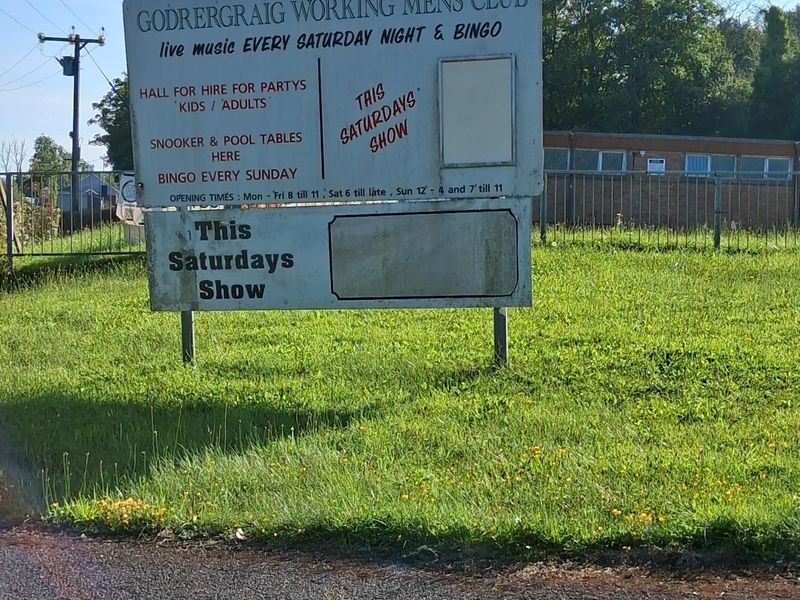 GODRERGRAIG WORKING MENS CLUB
live music EVERY SATURDAY NIGHT & BINGO
HALL FOR HIRE FOR PARTYS
KIDS / ADULTS
SNOOKER & POOL TABLES
HERE
BINGO EVERY SUNDAY
THIS
SATURDAYS
SHOW
OPENING TIMES : Mon - Fri 8 till 11 , Sat 6 till late , Sun 12 - 4 and 7 till 11
This
Saturdays
Show